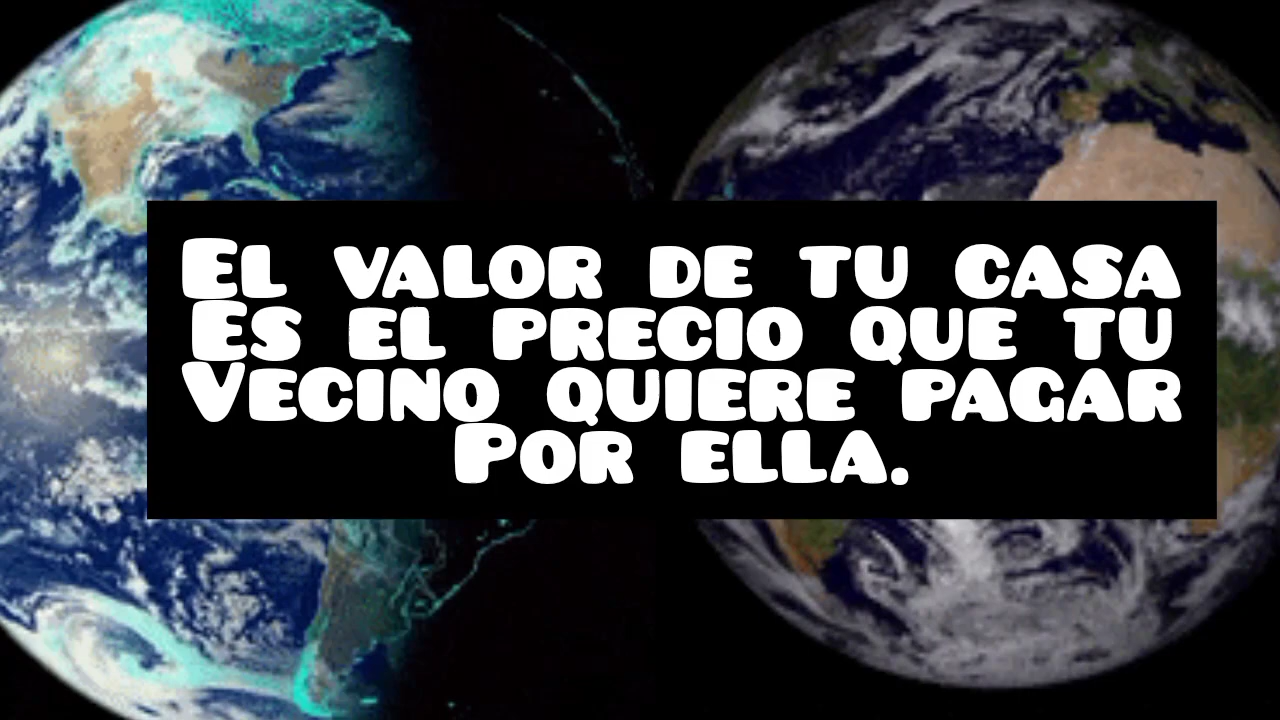 El valor de tu casa
Es el precio que tu
Vecino quiere pagar
Por ella.